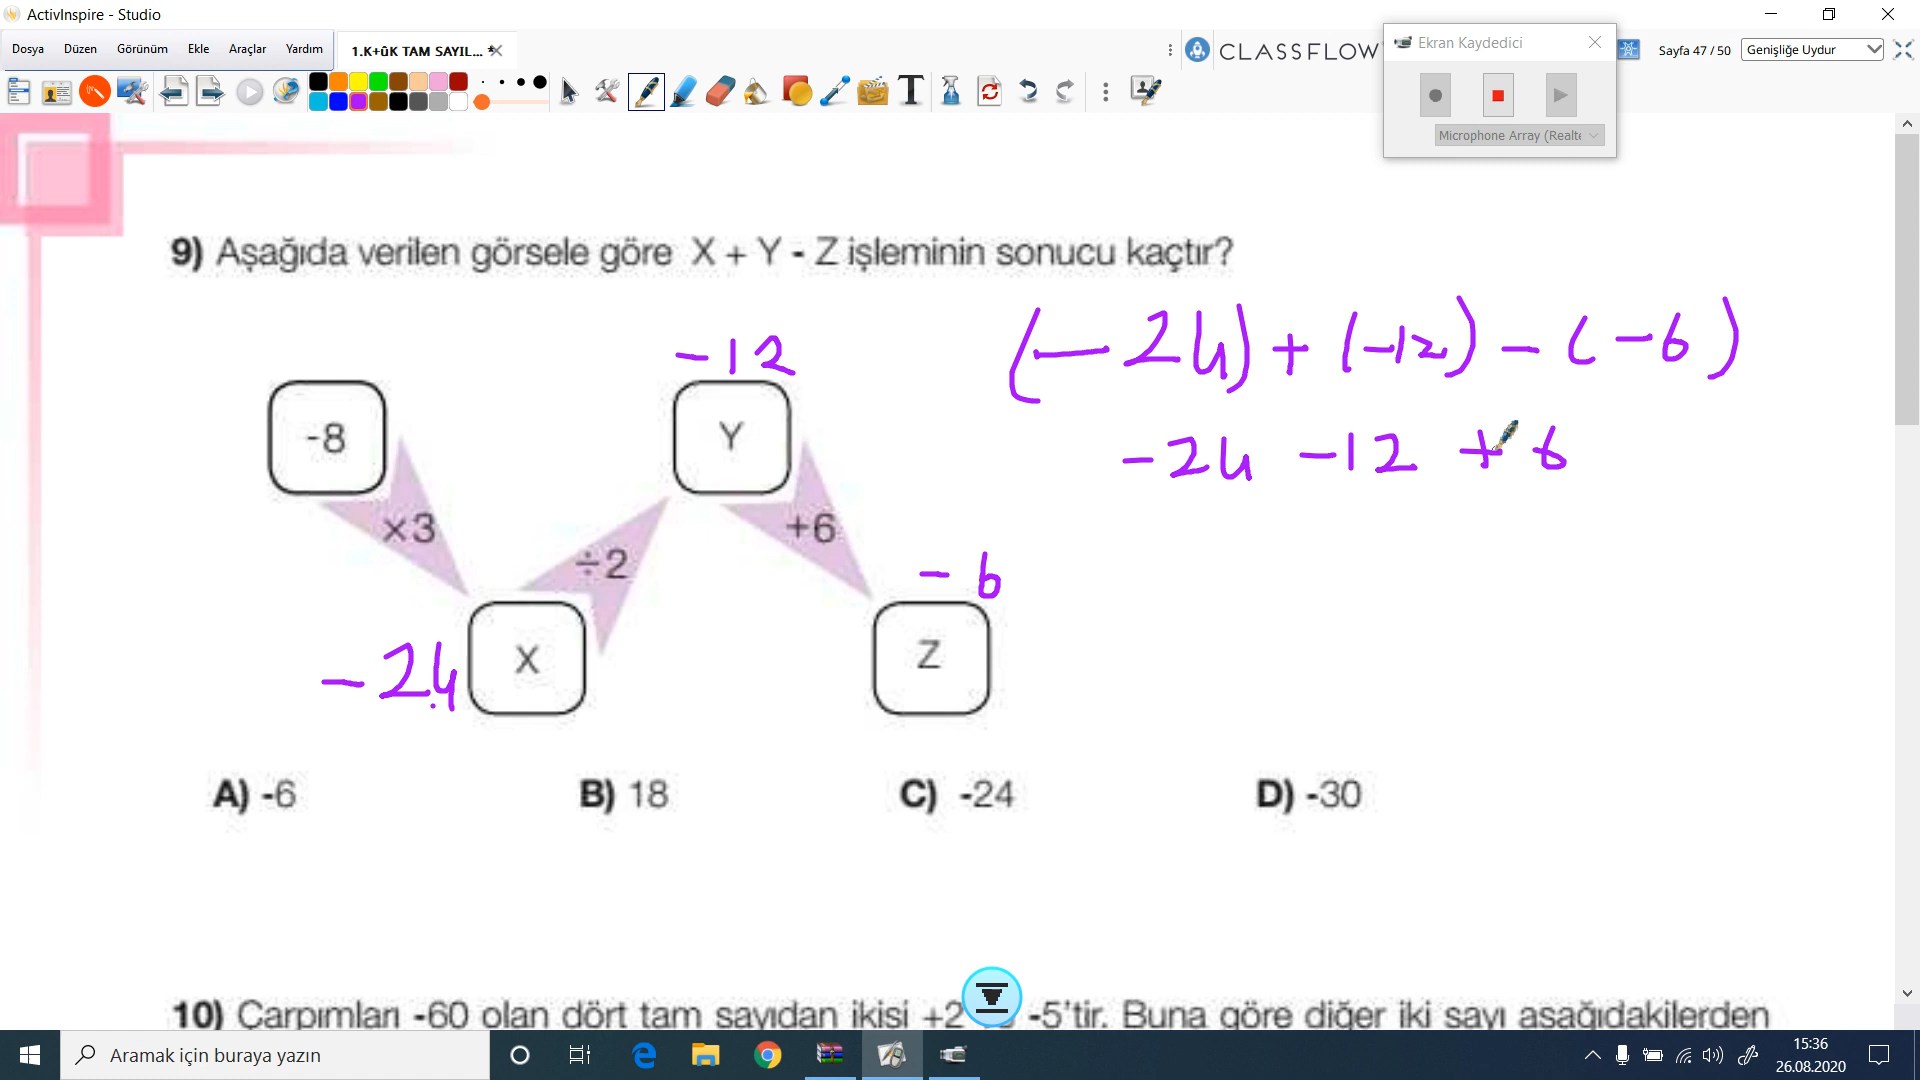 ActivInspire - Studio
Dosya Düzen Görünüm Ekle Araçlar Yardım 1.K+ûK TAM SAYIL... * CLASSFLOW Sayfa 47 / 50 Genişliğe Uydur
Ekran Kaydedici
Microphone Array (Realte
9) Aşağıda verilen görsele göre X + Y - Z işleminin sonucu kaçtır?
(-24) + (-12) - (-6)
-12
-8 Y
-24 -12 + 6
x3 ÷2 +6
-6
-24 X Z
A) -6 B) 18 C) -24 D) -30
10) Çarpımları -60 olan dört tam sayıdan ikisi +2 -5'tir. Buna göre diğer iki sayı aşağıdakilerden
Aramak için buraya yazın
15:36
26.08.2020